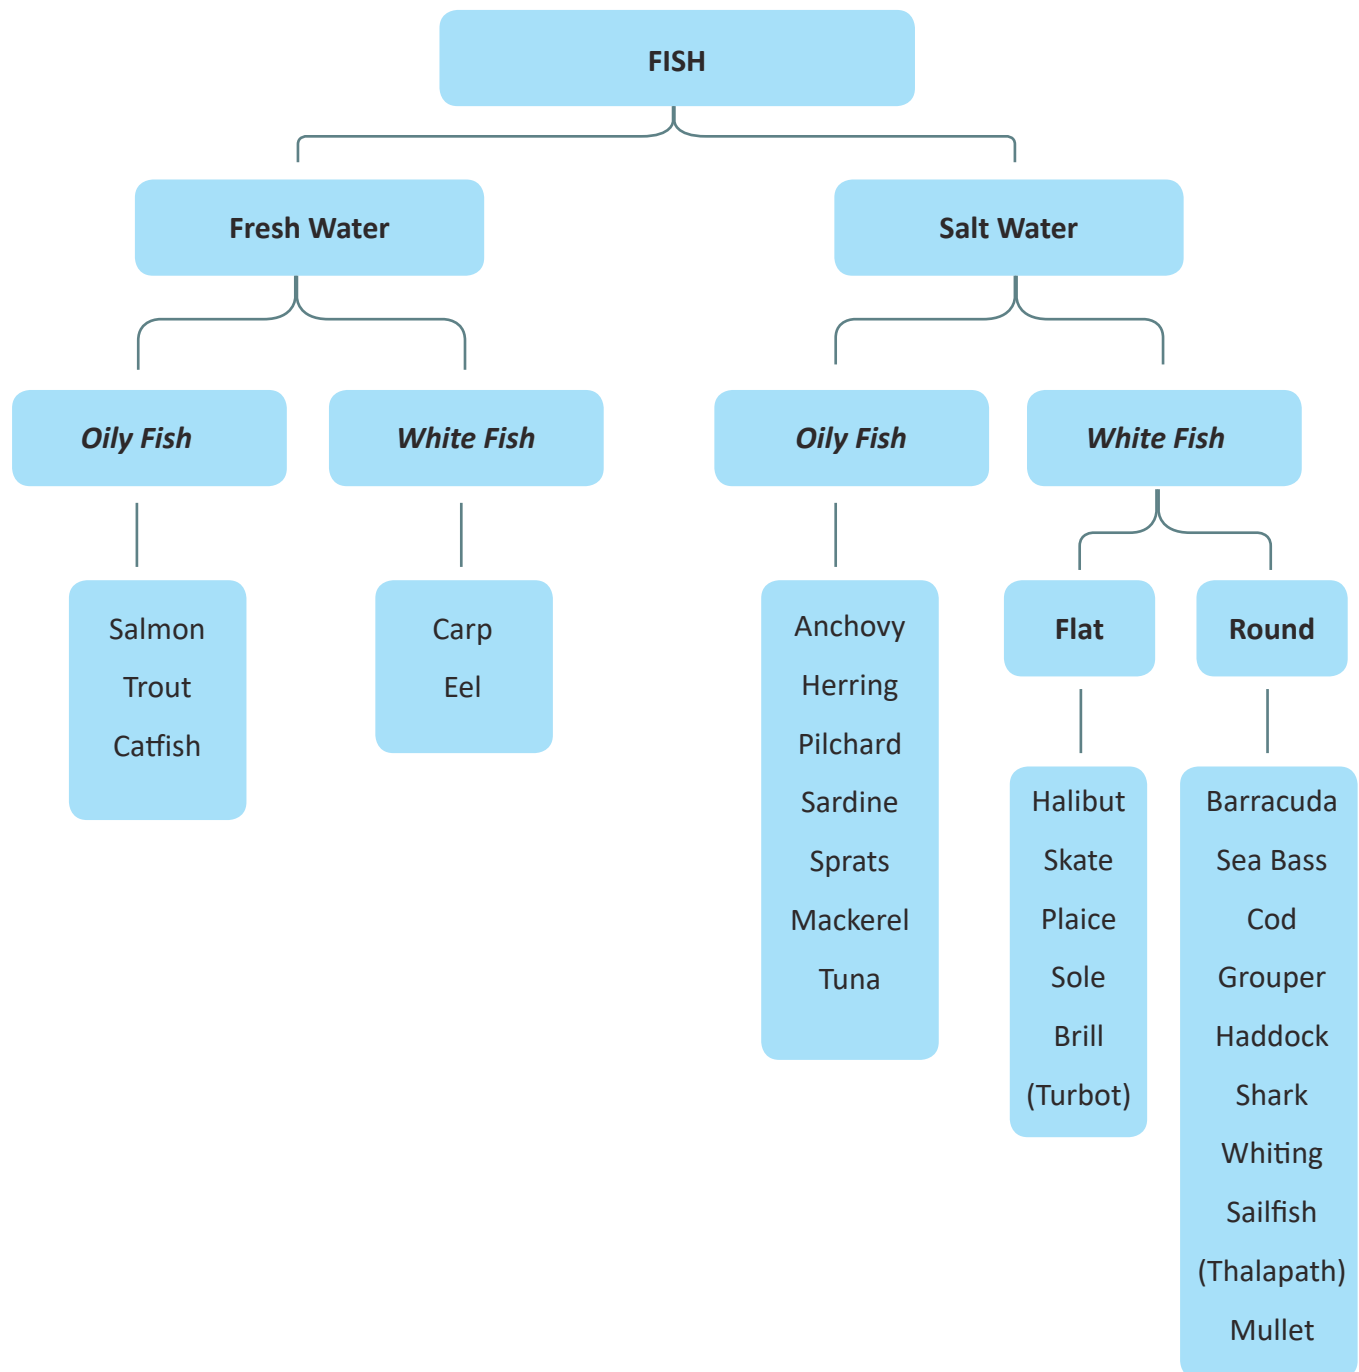 FISH
Fresh Water
Salt Water
Oily Fish
White Fish
Oily Fish
White Fish
Salmon
Trout
Catfish
Carp
Eel
Anchovy
Herring
Pilchard
Sardine
Sprats
Mackerel
Tuna
Flat
Round
Halibut
Skate
Plaice
Sole
Brill
(Turbot)
Barracuda
Sea Bass
Cod
Grouper
Haddock
Shark
Whiting
Sailfish
(Thalapath)
Mullet